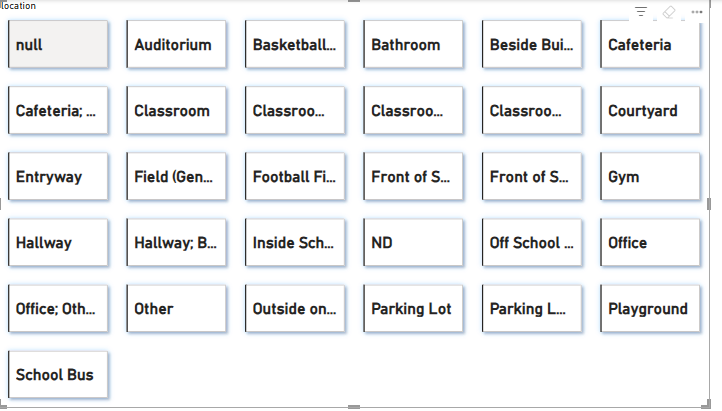 location
null
Auditorium
Basketball...
Bathroom
Beside Bui...
Cafeteria
Cafeteria; ...
Classroom
Classroo...
Classroo...
Classroo...
Courtyard
Entryway
Field (Gen...
Football Fi...
Front of S...
Front of S...
Gym
Hallway
Hallway; B...
Inside Sch...
ND
Off School ...
Office
Office; Oth...
Other
Outside on...
Parking Lot
Parking L...
Playground
School Bus